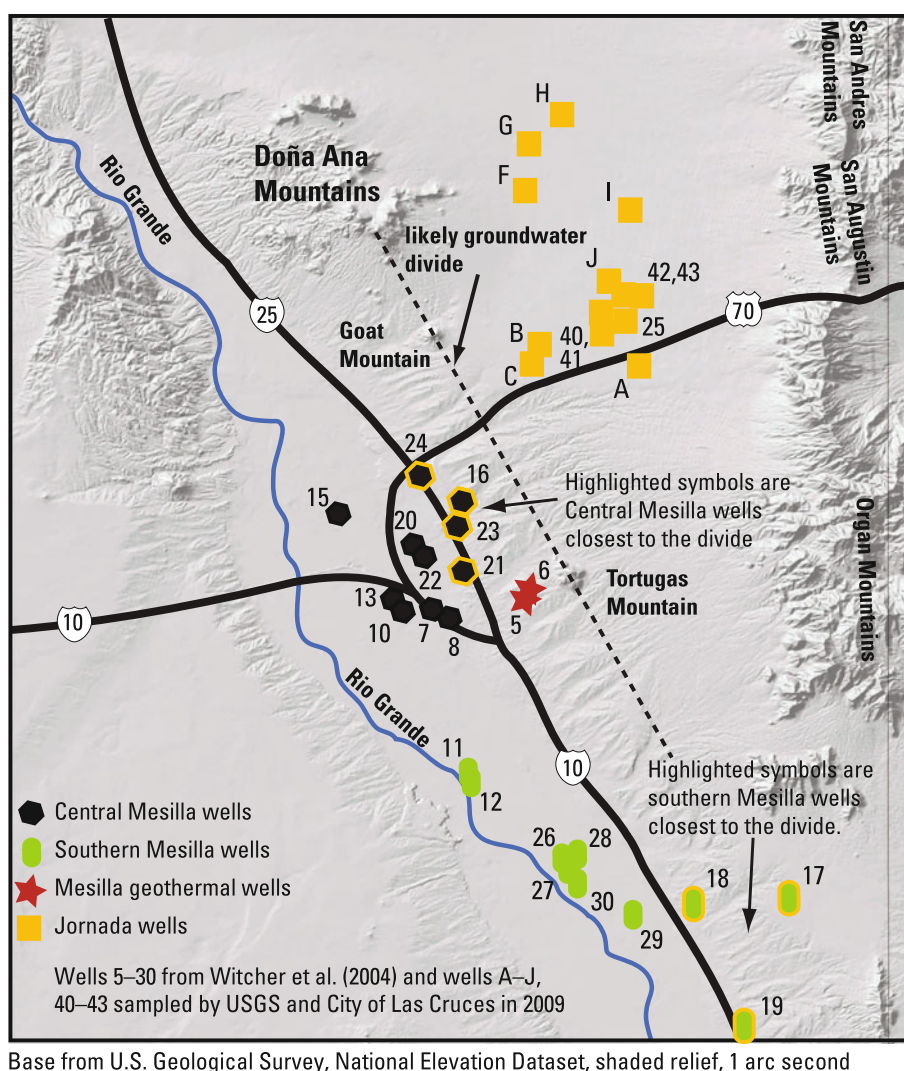 San Andres
Mountains
H
G
Doña Ana
Mountains
F
Rio Grande
San Augustin
Mountains
I
likely groundwater
divide
J
42,43
25
70
Goat
Mountain
B
40,
41
25
C
A
24
16
Highlighted symbols are
Central Mesilla wells
closest to the divide
15
20
23
21
22
6
Tortugas
Mountain
Organ Mountains
13
10
10
7
8
5
Rio Grande
11
12
10
Highlighted symbols are
southern Mesilla wells
closest to the divide.
Central Mesilla wells
Southern Mesilla wells
Mesilla geothermal wells
Jornada wells
26
28
27
30
29
18
17
19
Wells 5–30 from Witcher et al. (2004) and wells A–J,
40–43 sampled by USGS and City of Las Cruces in 2009
Base from U.S. Geological Survey, National Elevation Dataset, shaded relief, 1 arc second